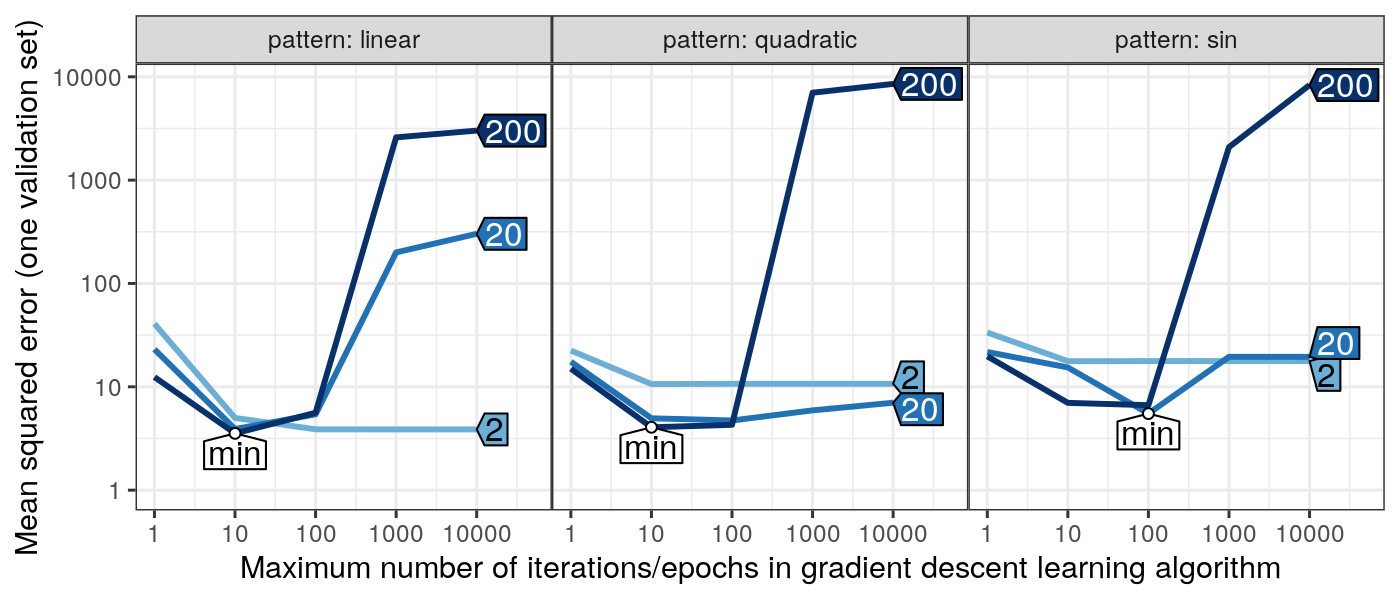 pattern: linear
pattern: quadratic
pattern: sin
Mean squared error (one validation set)
10000
1000
100
10
1
200
20
2
min
200
2
20
min
200
20
2
min
1 10 100 1000 10000
1 10 100 1000 10000
1 10 100 1000 10000
Maximum number of iterations/epochs in gradient descent learning algorithm